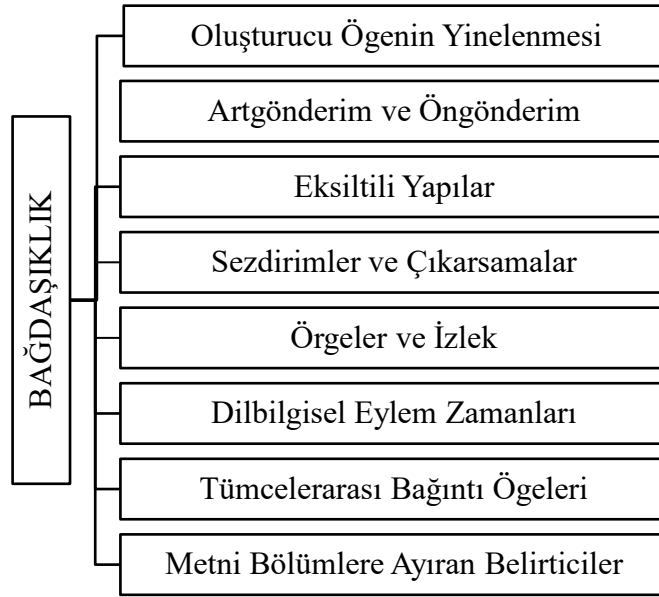 BAĞDAŞIKLIK
Oluşturucu Ögenin Yinelenmesi
Artgönderim ve Öngönderim
Eksiltili Yapılar
Sezdirimler ve Çıkarsamalar
Örgeler ve İzlek
Dilbilgisel Eylem Zamanları
Tümcelerarası Bağıntı Ögeleri
Metni Bölümlere Ayıran Belirticiler